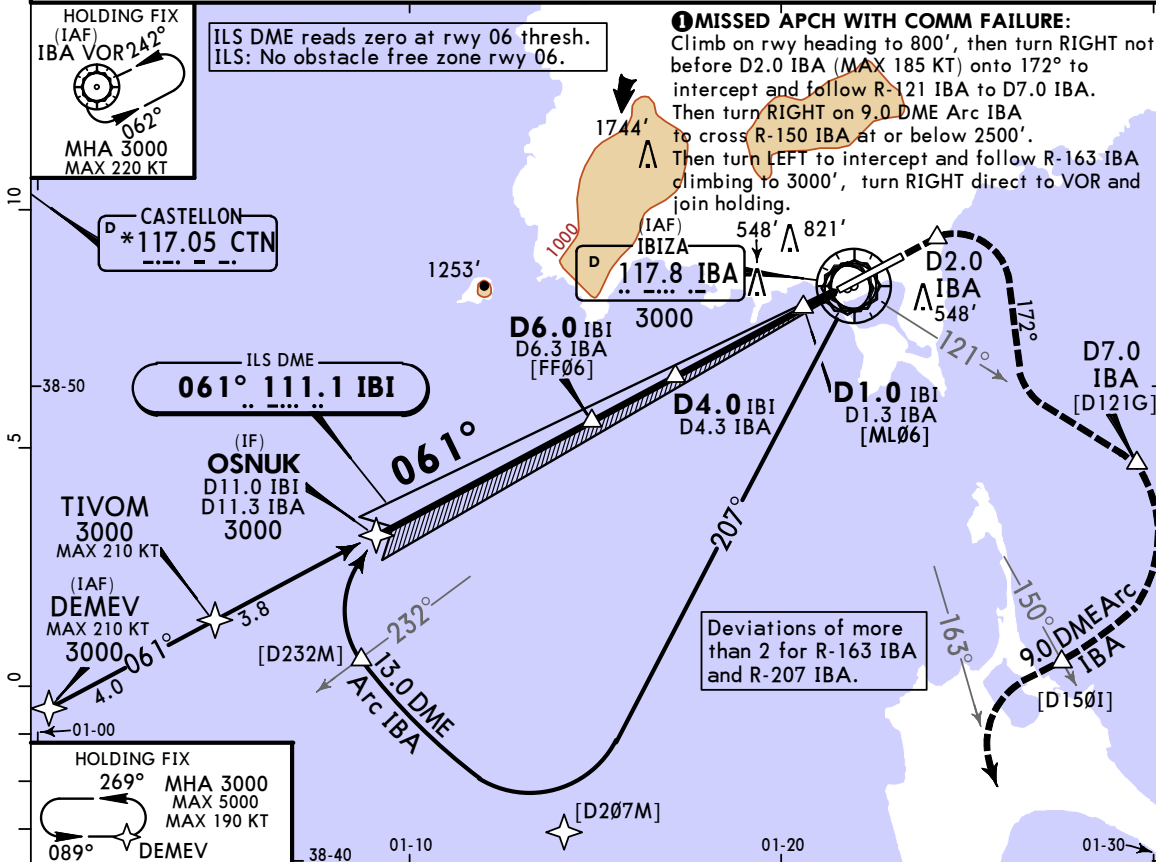 HOLDING FIX
(IAF)
IBA VOR
242°
062°
MHA 3000
MAX 220 KT
ILS DME reads zero at rwy 06 thresh.
ILS: No obstacle free zone rwy 06.
1 MISSED APCH WITH COMM FAILURE:
Climb on rwy heading to 800', then turn RIGHT not
before D2.0 IBA (MAX 185 KT) onto 172° to
intercept and follow R-121 IBA to D7.0 IBA.
Then turn RIGHT on 9.0 DME Arc IBA
to cross R-150 IBA at or below 2500'.
Then turn LEFT to intercept and follow R-163 IBA
climbing to 3000', turn RIGHT direct to VOR and
join holding.
1744'
10
CASTELLON
D *117.05 CTN
1000
1253'
(IAF)
IBIZA
D 117.8 IBA
3000
548'
821'
D2.0
IBA
548'
172°
121°
D7.0
IBA
[D121G]
D6.0 IBI
D6.3 IBA
[FF06]
ILS DME
061° 111.1 IBI
38-50
D4.0 IBI
D4.3 IBA
D1.0 IBI
D1.3 IBA
[ML06]
5
061°
(IF)
OSNUK
D11.0 IBI
D11.3 IBA
3000
TIVOM
3000
MAX 210 KT
207°
(IAF)
DEMEV
MAX 210 KT
3000
061°
3.8
4.0
232°
[D232M]
13.0 DME
Arc IBA
Deviations of more
than 2 for R-163 IBA
and R-207 IBA.
163°
150°
9.0 DME Arc
IBA
[D150I]
0
01-00
HOLDING FIX
269°
MHA 3000
MAX 5000
MAX 190 KT
089°
DEMEV
[D207M]
38-40
01-10
01-20
01-30